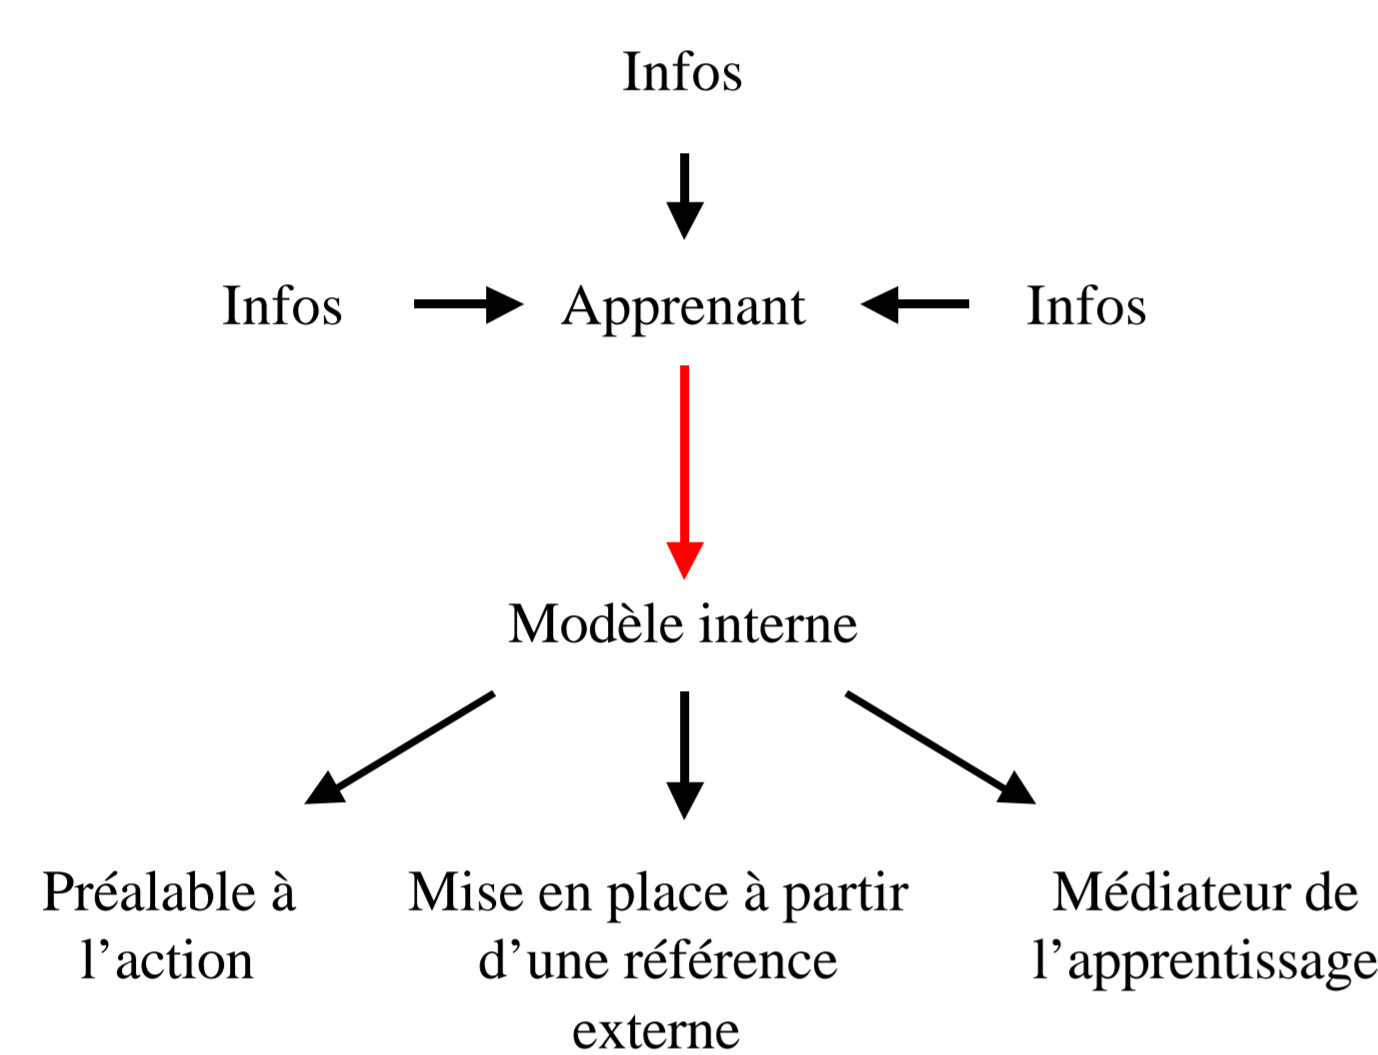 Infos
Infos Apprenant Infos
Modèle interne
Préalable à
l’action
Mise en place à partir
d’une référence
externe
Médiateur de
l’apprentissage